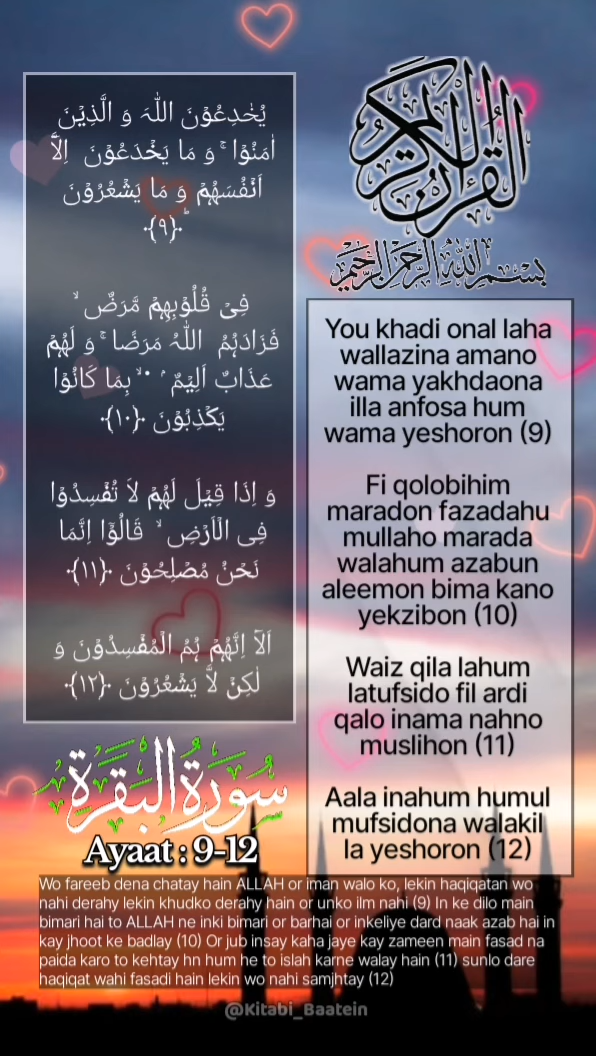 القرآن الكريم
بسم الله الرحمن الرحيم
يُخٰدِعُوۡنَ اللّٰہَ وَ الَّذِیۡنَ
اٰمَنُوۡا ۚ وَ مَا یَخۡدَعُوۡنَ اِلَّاۤ
اَنۡفُسَہُمۡ وَ مَا یَشۡعُرُوۡنَ
ؕ﴿۹﴾
فِیۡ قُلُوۡبِہِمۡ مَّرَضٌ ۙ
فَزَادَہُمُ اللّٰہُ مَرَضًا ۚ وَ لَہُمۡ
عَذَابٌ اَلِیۡمٌۢ ۬ۙ بِمَا کَانُوۡا
یَکۡذِبُوۡنَ ﴿۱۰﴾
وَ اِذَا قِیۡلَ لَہُمۡ لَا تُفۡسِدُوۡا
فِی الۡاَرۡضِ ۙ قَالُوۡۤا اِنَّمَا
نَحۡنُ مُصۡلِحُوۡنَ ﴿۱۱﴾
اَلَاۤ اِنَّہُمۡ ہُمُ الۡمُفۡسِدُوۡنَ وَ
لٰکِنۡ لَّا یَشۡعُرُوۡنَ ﴿۱۲﴾
You khadi onal laha
wallazina amano
wama yakhdaona
illa anfosa hum
wama yeshoron (9)
Fi qolobihim
maradon fazadahu
mullaho marada
walahum azabun
aleemon bima kano
yekzibon (10)
Waiz qila lahum
latufsido fil ardi
qalo inama nahno
muslihon (11)
Aala inahum humul
mufsidona walakil
la yeshoron (12)
سورة البقرة
Ayaat : 9-12
Wo fareeb dena chatay hain ALLAH or iman walo ko, lekin haqiqatan wo
nahi derahy lekin khudko derahy hain or unko ilm nahi (9) In ke dilo main
bimari hai to ALLAH ne inki bimari or barhai or inkeliye dard naak azab hai in
kay jhoot ke badlay (10) Or jub insay kaha jaye kay zameen main fasad na
paida karo to kehtay hn hum he to islah karne walay hain (11) sunlo dare
haqiqat wahi fasadi hain lekin wo nahi samjhtay (12)
@Kitabi_Baatein